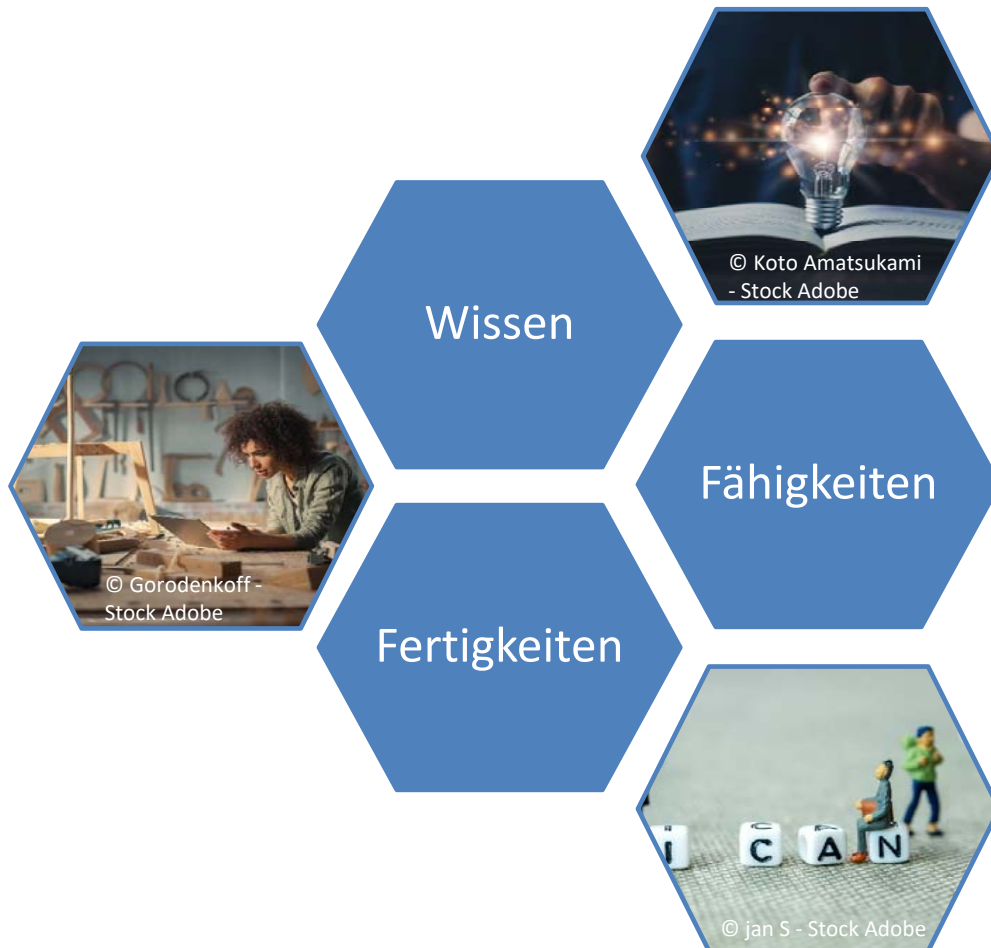 © Koto Amatsukami
- Stock Adobe
Wissen
Fähigkeiten
© Gorodenkoff -
Stock Adobe
Fertigkeiten
I CAN
© jan S - Stock Adobe